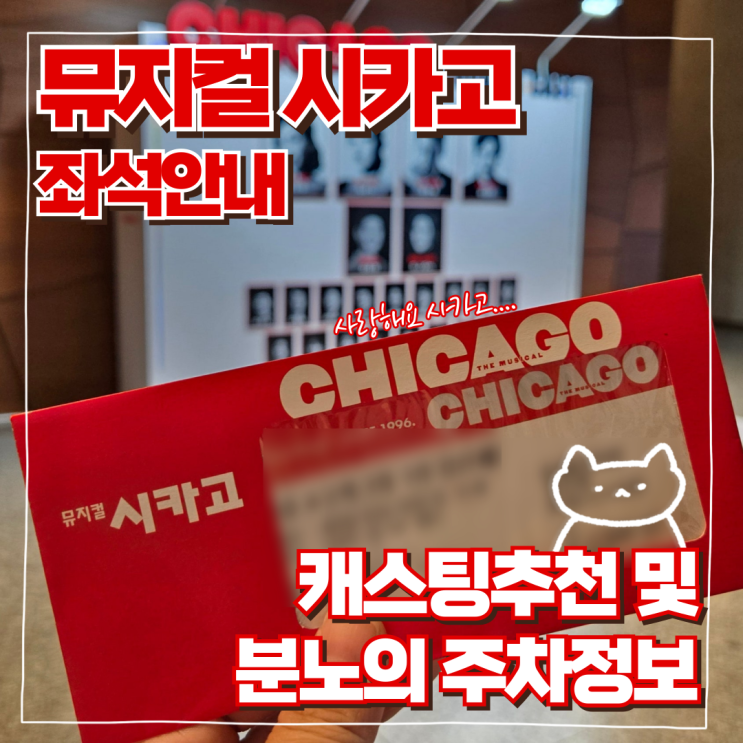 CHICAGO
뮤지컬 시카고
좌석안내
사랑해요 시카고....
CHICAGO
THE MUSICAL
CHICAGO
THE MUSICAL
1996.
뮤지컬 시카고
캐스팅추천 및
분노의 주차정보